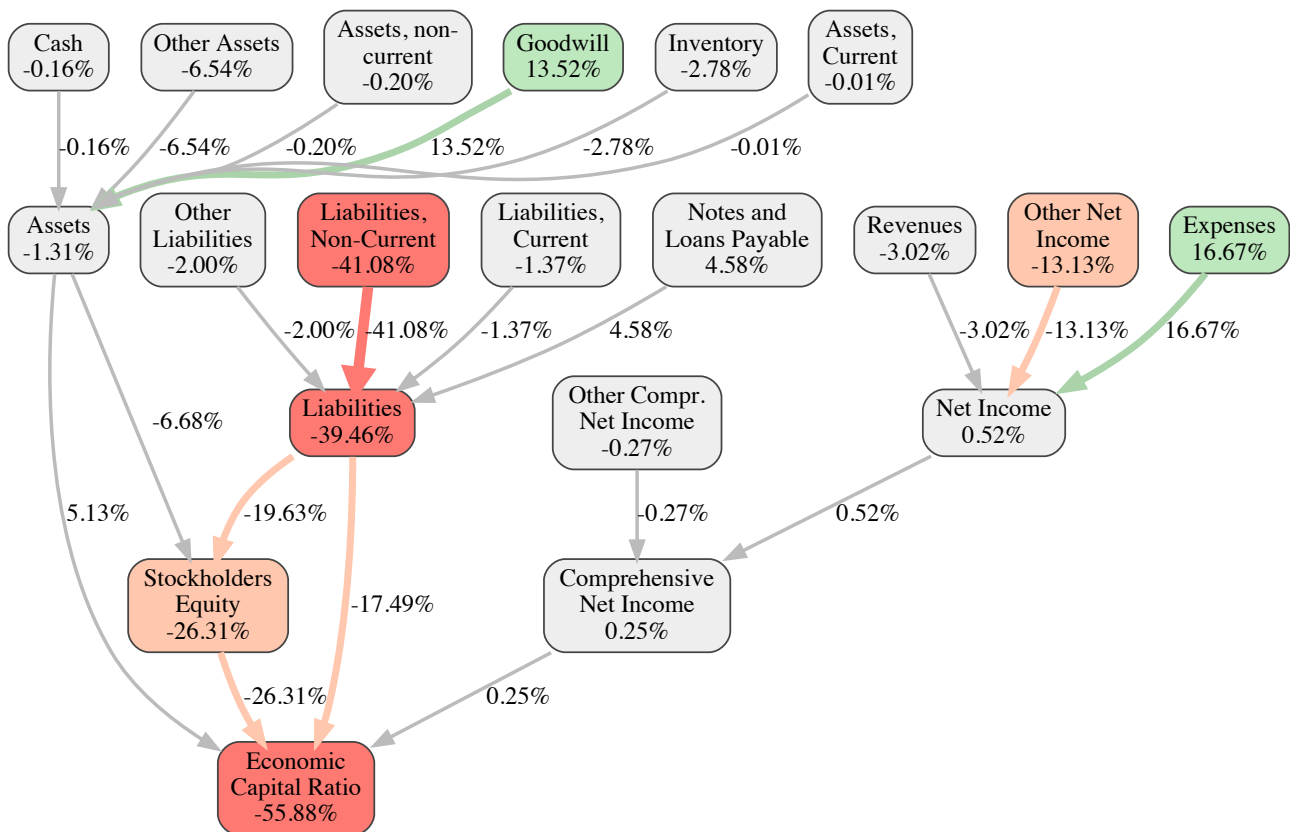 Cash
-0.16%
Other Assets
-6.54%
Assets, non-
current
-0.20%
Goodwill
13.52%
Inventory
-2.78%
Assets,
Current
-0.01%
-0.16%
-6.54%
-0.20%
13.52%
-2.78%
-0.01%
Assets
-1.31%
Other
Liabilities
-2.00%
Liabilities,
Non-Current
-41.08%
Liabilities,
Current
-1.37%
Notes and
Loans Payable
4.58%
Revenues
-3.02%
Other Net
Income
-13.13%
Expenses
16.67%
-2.00%
-41.08%
-1.37%
4.58%
-3.02%
-13.13%
16.67%
Liabilities
-39.46%
Other Compr.
Net Income
-0.27%
Net Income
0.52%
-6.68%
5.13%
-19.63%
-0.27%
0.52%
Stockholders
Equity
-26.31%
-17.49%
Comprehensive
Net Income
0.25%
-26.31%
0.25%
Economic
Capital Ratio
-55.88%